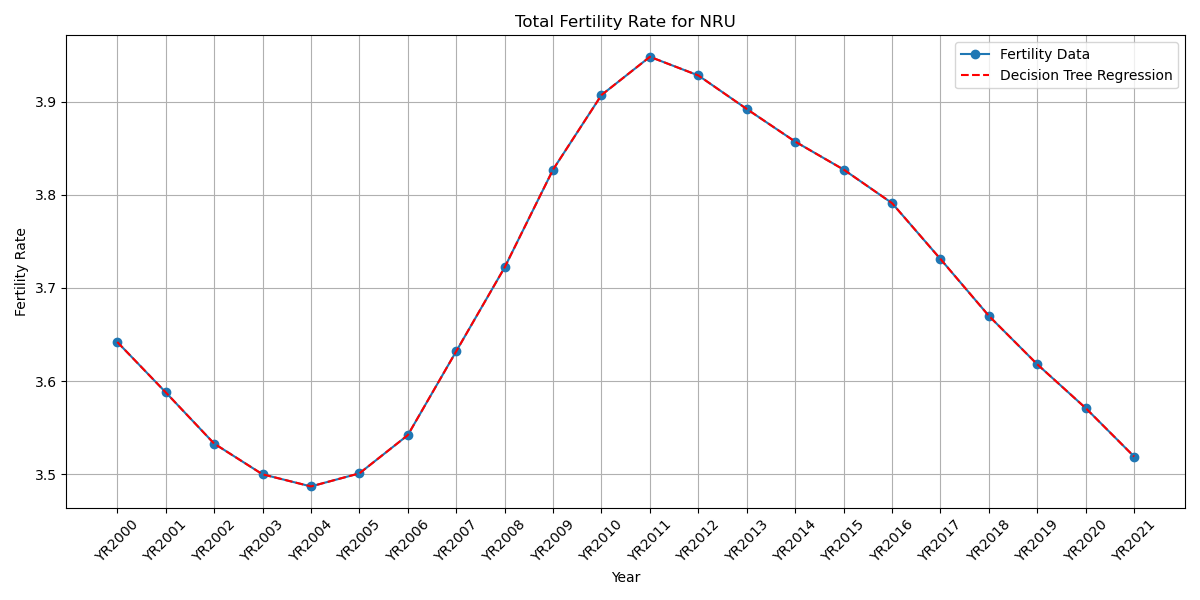 Total Fertility Rate for NRU
Fertility Data
Decision Tree Regression
Fertility Rate
3.9
3.8
3.7
3.6
3.5
YR2000
YR2001
YR2002
YR2003
YR2004
YR2005
YR2006
YR2007
YR2008
YR2009
YR2010
YR2011
YR2012
YR2013
YR2014
YR2015
YR2016
YR2017
YR2018
YR2019
YR2020
YR2021
Year